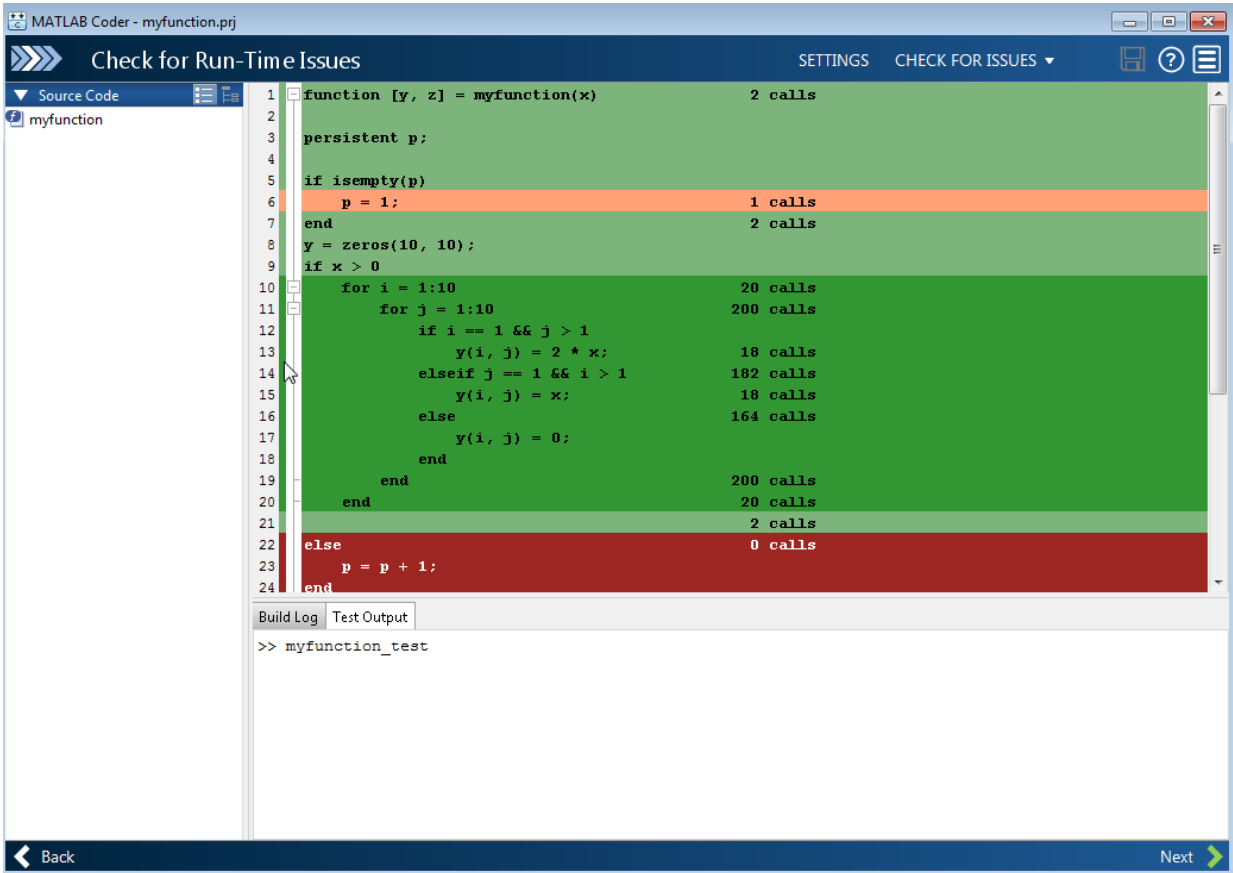 MATLAB Coder - myfunction.prj
Check for Run-Time Issues SETTINGS CHECK FOR ISSUES
Source Code
myfunction
1 function [y, z] = myfunction(x) 2 calls
2
3 persistent p;
4
5 if isempty(p)
6 p = 1; 1 calls
7 end 2 calls
8 y = zeros(10, 10);
9 if x > 0
10 for i = 1:10 20 calls
11 for j = 1:10 200 calls
12 if i == 1 && j > 1
13 y(i, j) = 2 * x; 18 calls
14 elseif j == 1 && i > 1 182 calls
15 y(i, j) = x; 18 calls
16 else 164 calls
17 y(i, j) = 0;
18 end
19 end 200 calls
20 end 20 calls
21 2 calls
22 else 0 calls
23 p = p + 1;
24 end
Build Log Test Output
>> myfunction_test
Back Next